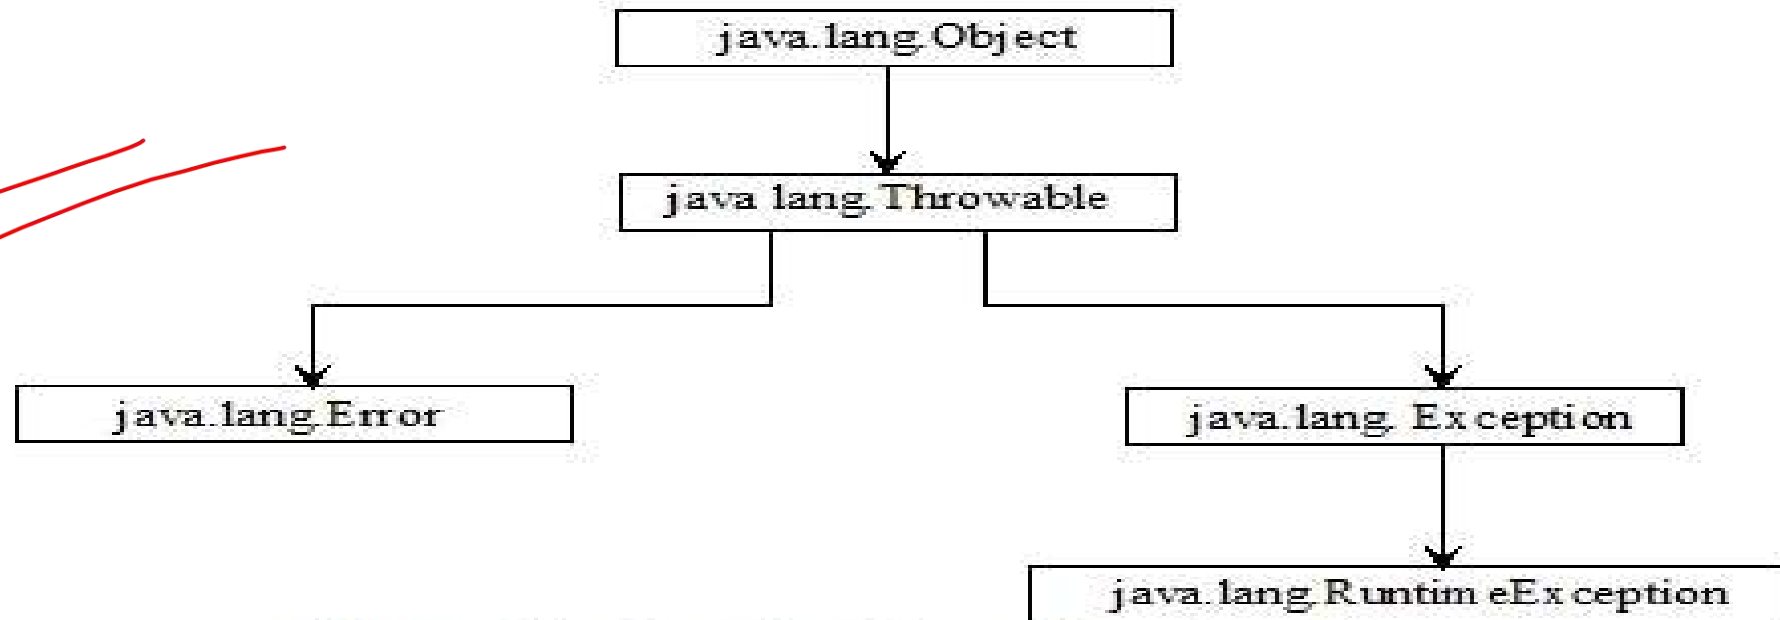 java.lang.Object
java lang.Throwable
java.lang.Error
java.lang. Exception
java.lang.RuntimeException